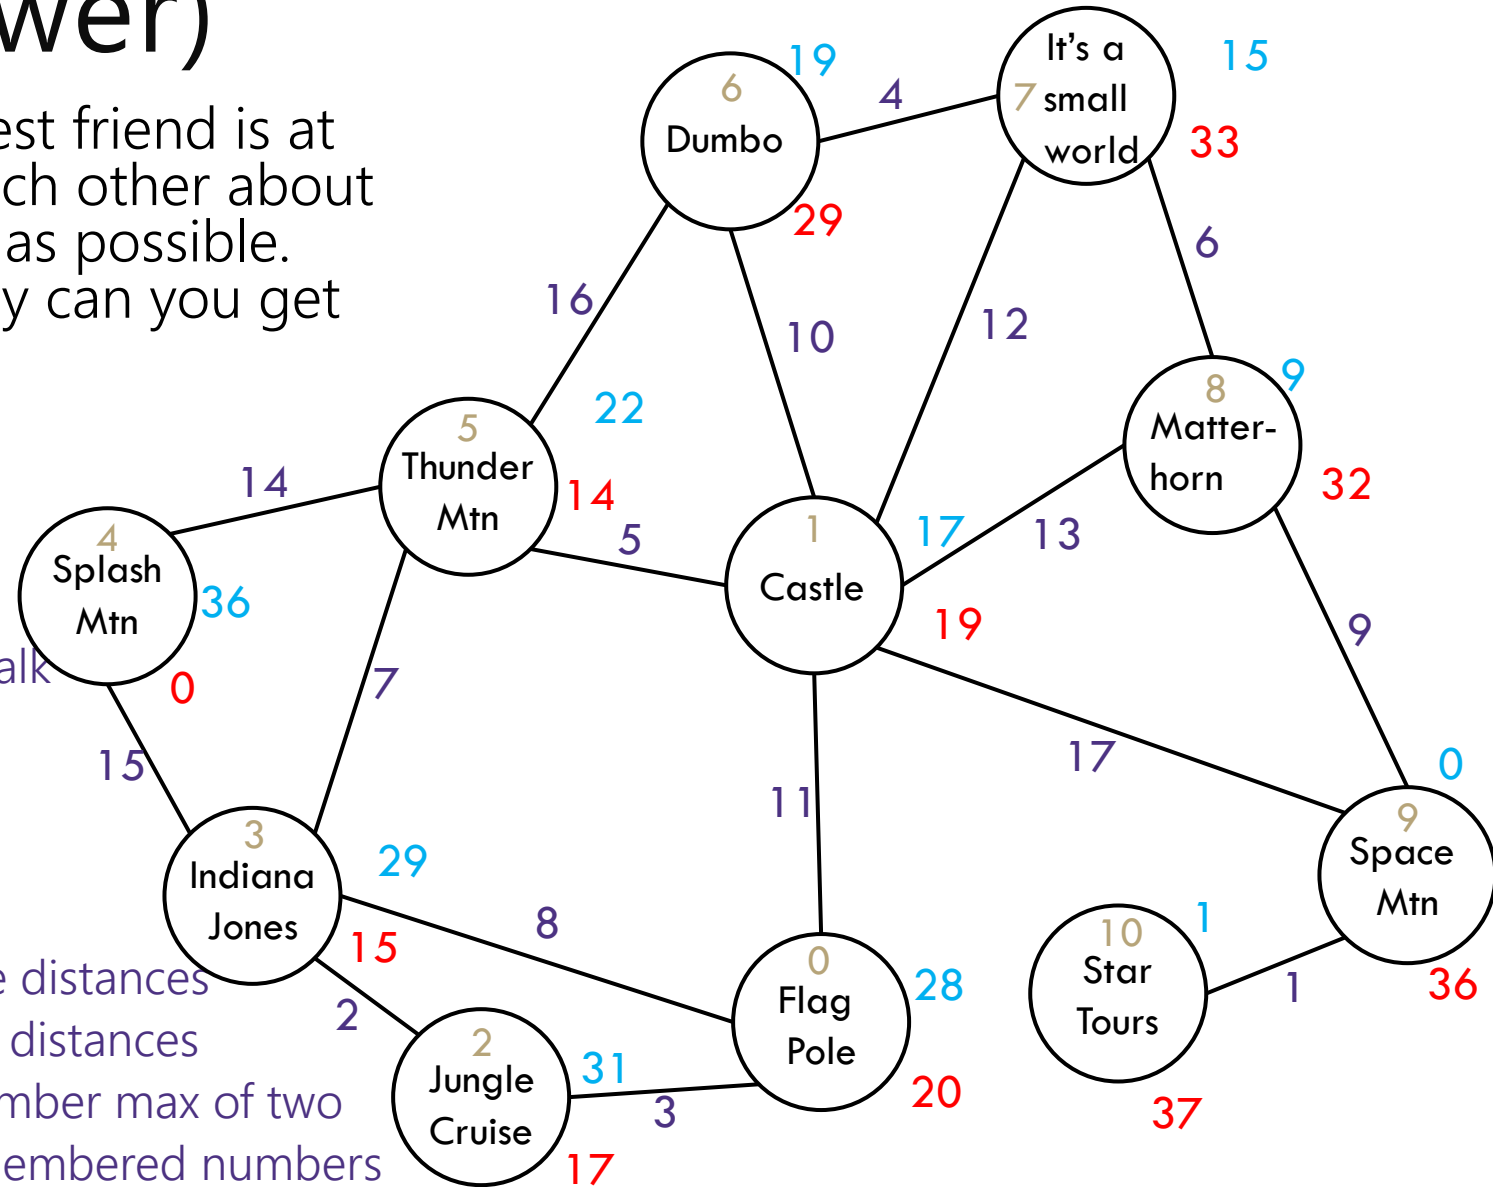 wer)
est friend is at
ch other about
as possible.
y can you get
19
6
Dumbo
29
4
It's a
7 small
world
15
33
16
10
12
6
22
5
Thunder
Mtn
14
14
5
8
Matter-
horn
9
32
13
1
Castle
17
19
4
Splash
Mtn
36
0
alk
7
15
9
17
11
0
9
Space
Mtn
36
3
Indiana
Jones
29
15
8
10
Star
Tours
1
37
1
0
Flag
Pole
28
20
2
2
Jungle
Cruise
31
17
3
e distances
distances
mber max of two
embered numbers